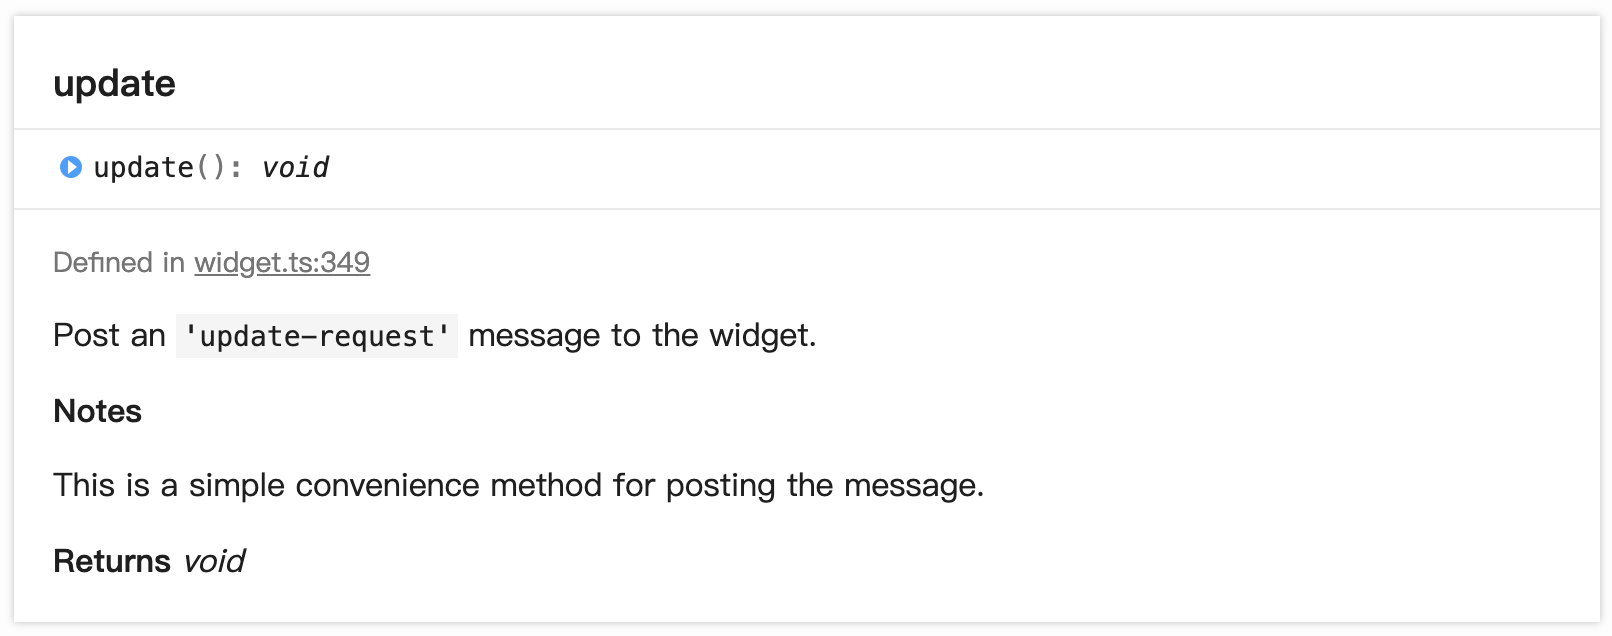 update
update(): void
Defined in widget.ts:349
Post an 'update-request' message to the widget.
Notes
This is a simple convenience method for posting the message.
Returns void